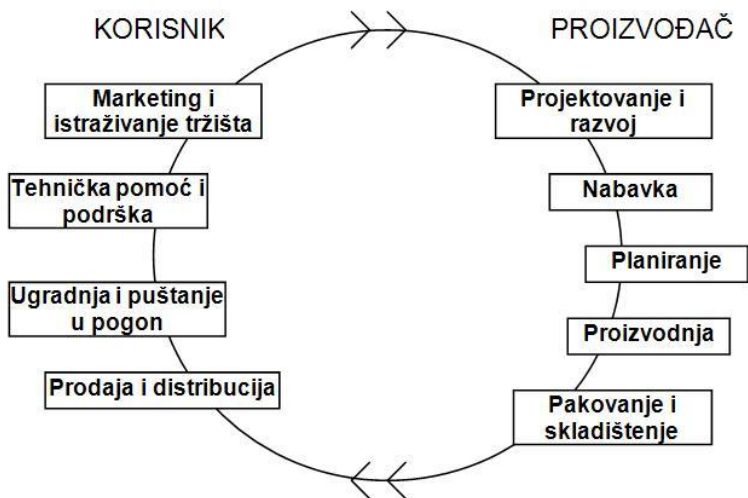 KORISNIK
PROIZVOĐAČ
Marketing i
istraživanje tržišta
Tehnička pomoć i
podrška
Ugradnja i puštanje
u pogon
Prodaja i distribucija
Projektovanje i
razvoj
Nabavka
Planiranje
Proizvodnja
Pakovanje i
skladištenje